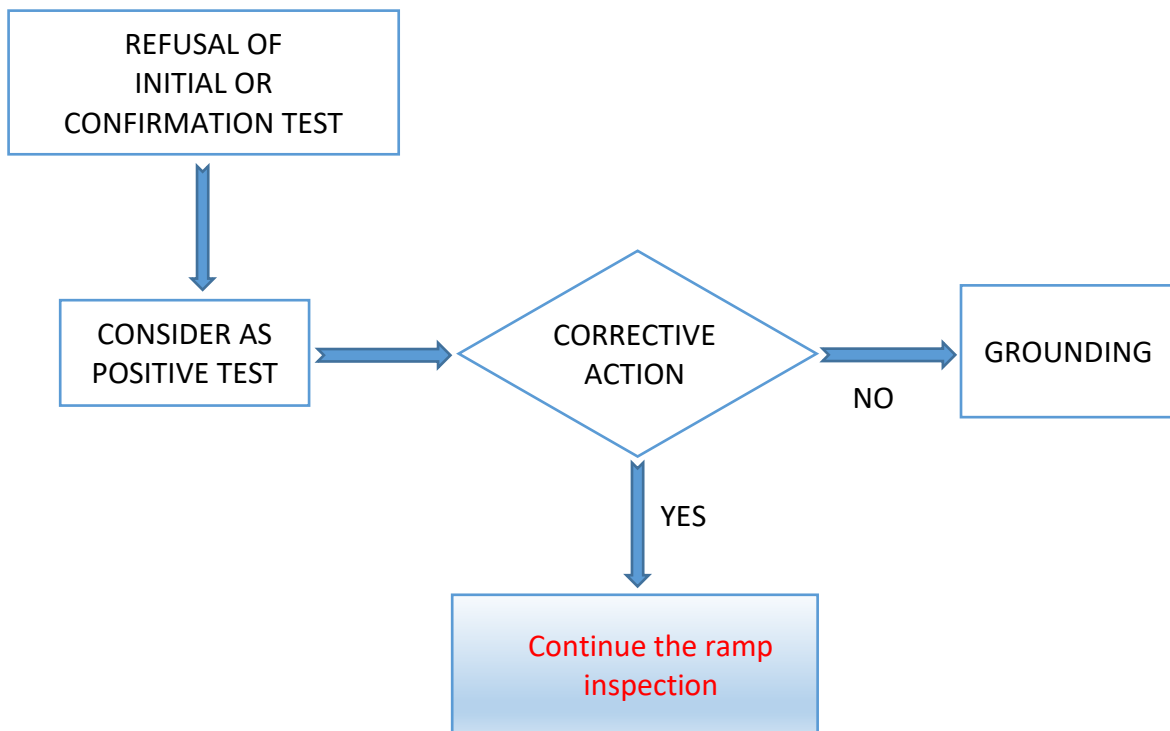 REFUSAL OF
INITIAL OR
CONFIRMATION TEST
CONSIDER AS
POSITIVE TEST
CORRECTIVE
ACTION
GROUNDING
NO
YES
Continue the ramp
inspection